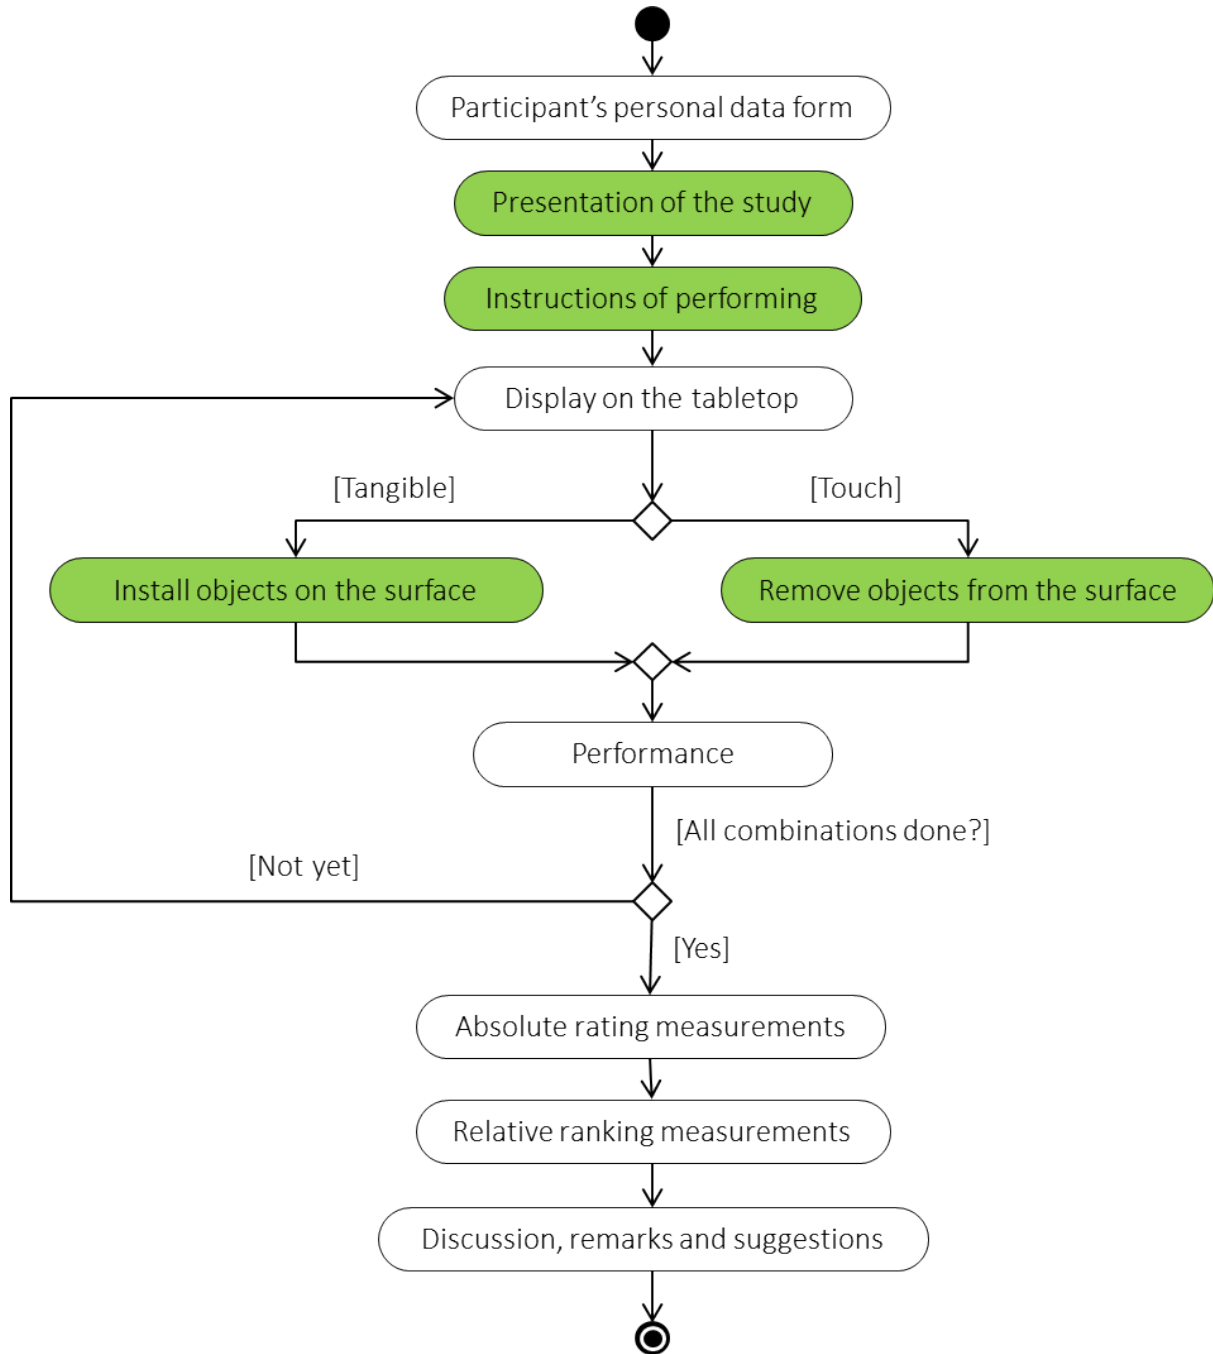 Participant’s personal data form
Presentation of the study
Instructions of performing
Display on the tabletop
[Tangible]
[Touch]
Install objects on the surface
Remove objects from the surface
Performance
[All combinations done?]
[Not yet]
[Yes]
Absolute rating measurements
Relative ranking measurements
Discussion, remarks and suggestions